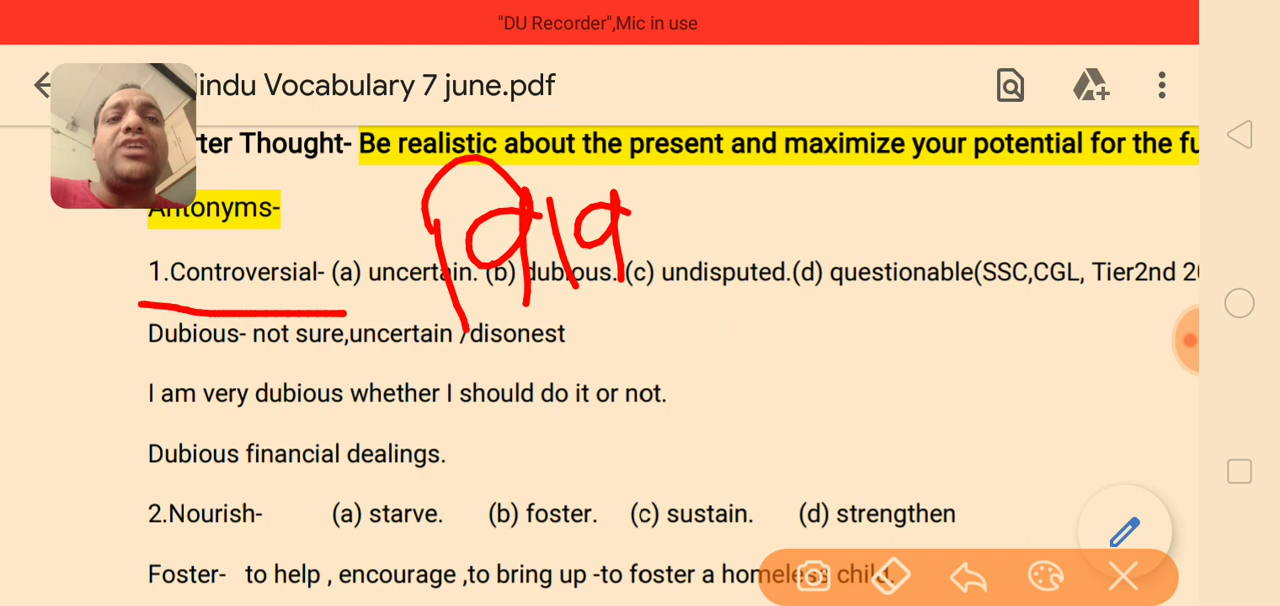 "DU Recorder",Mic in use
indu Vocabulary 7 june.pdf
ter Thought- Be realistic about the present and maximize your potential for the fu
Antonyms-
1.Controversial- (a) uncertain. (b) dubious. (c) undisputed.(d) questionable(SSC,CGL, Tier2nd 2
Dubious- not sure,uncertain /disonest
I am very dubious whether I should do it or not.
Dubious financial dealings.
2.Nourish- (a) starve. (b) foster. (c) sustain. (d) strengthen
Foster- to help , encourage ,to bring up -to foster a homeless child.